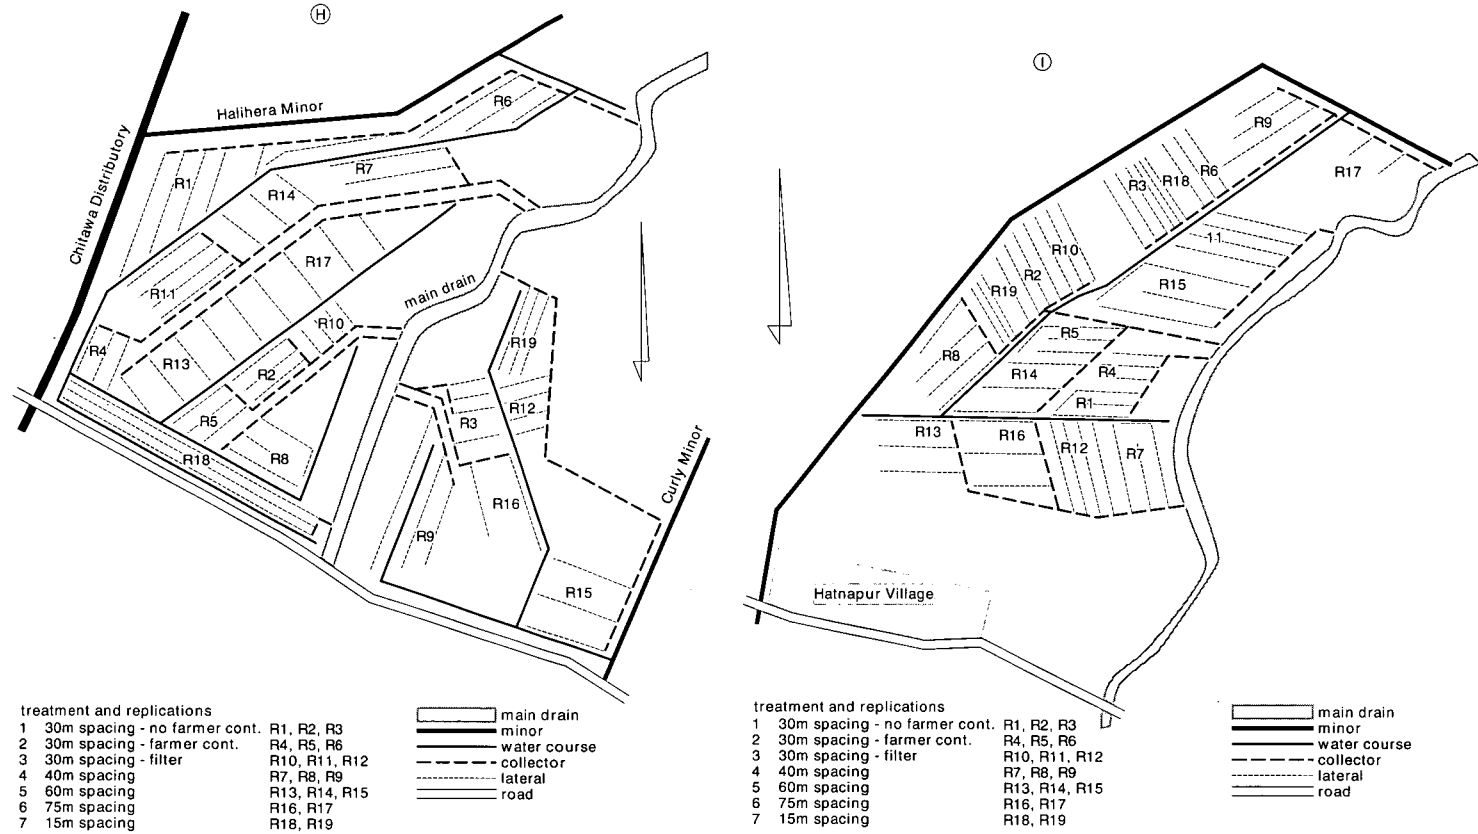 H
Halihera Minor
Chitawa Distributory
R6
R1
R7
R14
R17
R11
main drain
R10
R4
R13
R19
R2
R5
R3
R12
R18
R8
Curly Minor
R16
R9
R15
treatment and replications
1 30m spacing - no farmer cont. R1, R2, R3
2 30m spacing - farmer cont. R4, R5, R6
3 30m spacing - filter R10, R11, R12
4 40m spacing R7, R8, R9
5 60m spacing R13, R14, R15
6 75m spacing R16, R17
7 15m spacing R18, R19
main drain
minor
water course
collector
lateral
road
I
R9
R17
R6
R18
R3
11
R10
R2
R15
R19
R5
R8
R14
R4
R1
R13
R16
R12
R7
Hatnapur Village
treatment and replications
1 30m spacing - no farmer cont. R1, R2, R3
2 30m spacing - farmer cont. R4, R5, R6
3 30m spacing - filter R10, R11, R12
4 40m spacing R7, R8, R9
5 60m spacing R13, R14, R15
6 75m spacing R16, R17
7 15m spacing R18, R19
main drain
minor
water course
collector
lateral
road